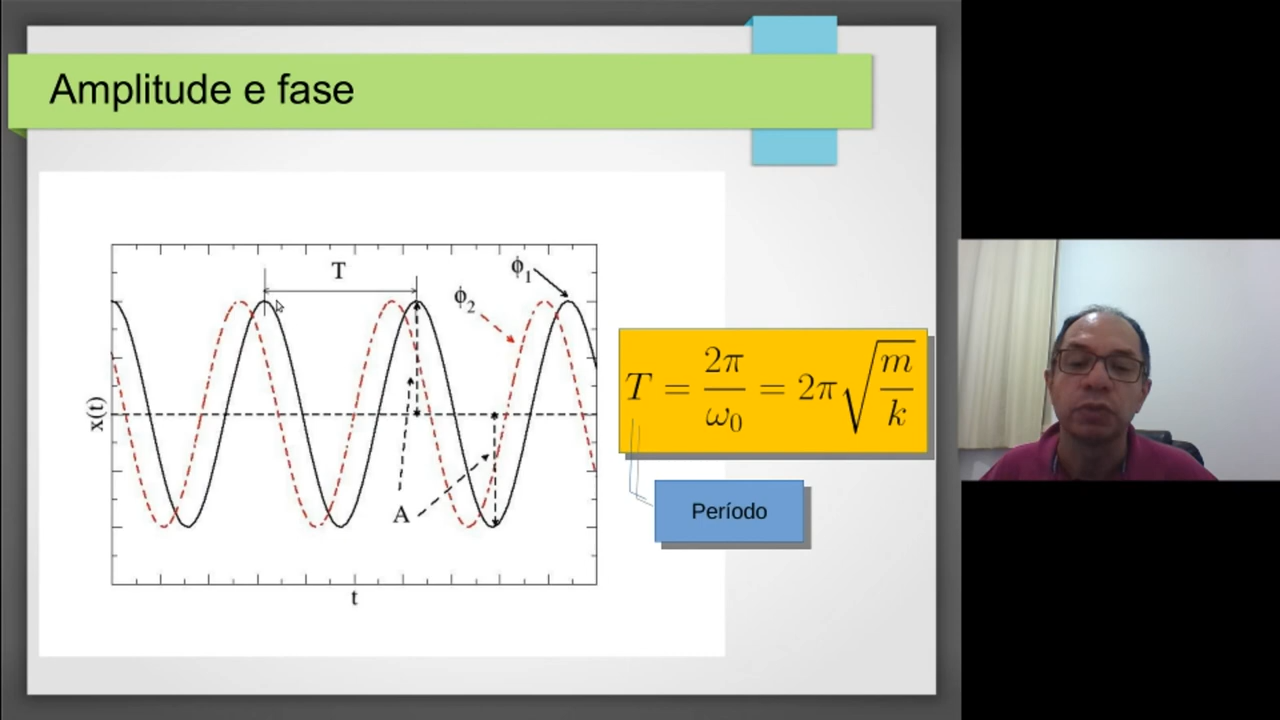 Amplitude e fase
T
ϕ₁
ϕ₂
x(t)
A
t
T = 2π/ω₀ = 2π√(m/k)
Período